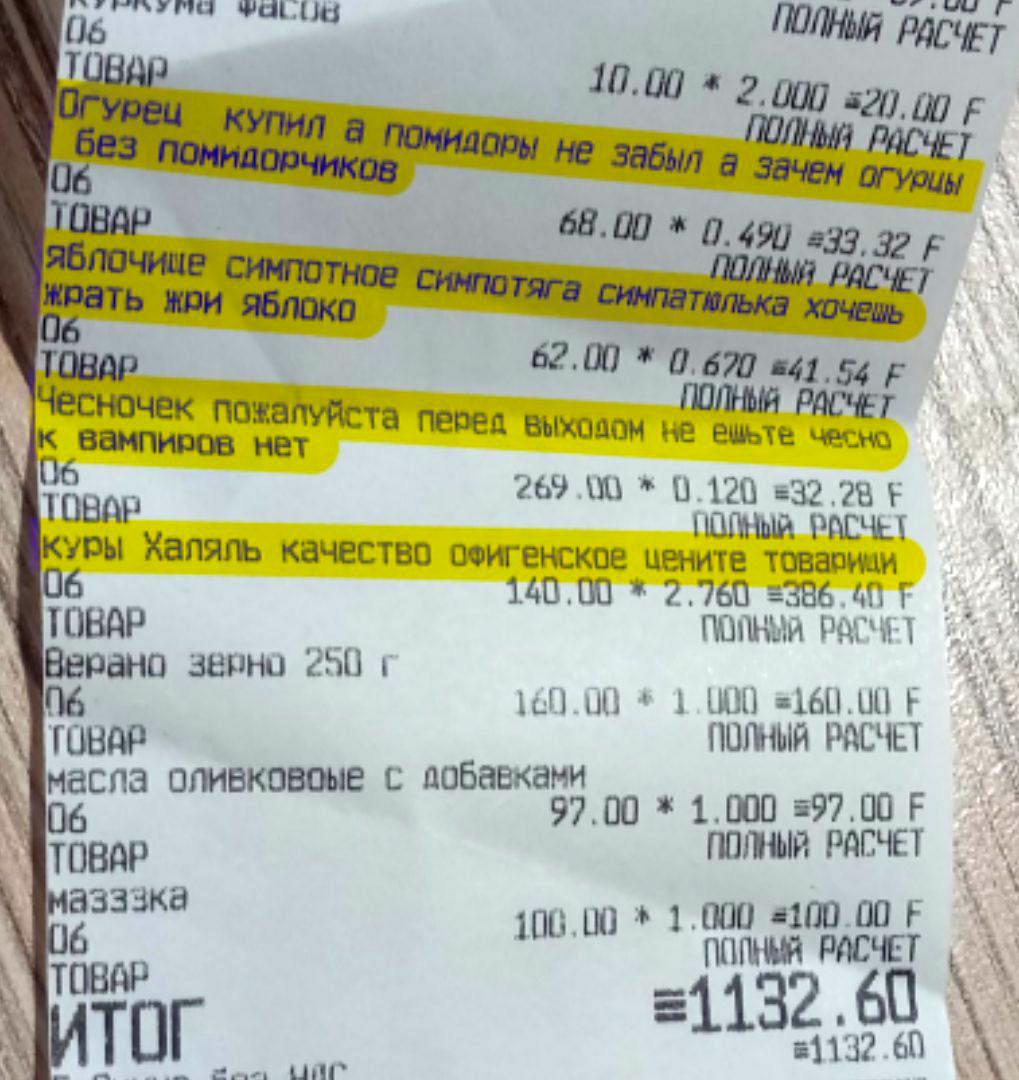 куркума фасов
ПОЛНЫЙ РАСЧЕТ
06
ТОВАР
10.00 * 2.000 ≡20.00 F
ПОЛНЫЙ РАСЧЕТ
Огурец купил а помидоры не забыл а зачем огурцы
без помидорчиков
06
ТОВАР
68.00 * 0.490 ≡33.32 F
ПОЛНЫЙ РАСЧЕТ
яблочище симпотное симпотяга симпатюлька хочешь
жрать жри яблоко
06
ТОВАР
62.00 * 0.670 ≡41.54 F
ПОЛНЫЙ РАСЧЕТ
Чесночек пожалуйста перед выходом не ешьте чесно
к вампиров нет
06
ТОВАР
269.00 * 0.120 ≡32.28 F
ПОЛНЫЙ РАСЧЕТ
куры Халяль качество офигенское цените товарищи
06
140.00 * 2.760 ≡386.40 F
ТОВАР
ПОЛНЫЙ РАСЧЕТ
Верано зерно 250 г
06
160.00 * 1.000 ≡160.00 F
ТОВАР
ПОЛНЫЙ РАСЧЕТ
масла оливковоые с добавками
06
97.00 * 1.000 ≡97.00 F
ТОВАР
ПОЛНЫЙ РАСЧЕТ
маzззка
06
100.00 * 1.000 ≡100.00 F
ТОВАР
ПОЛНЫЙ РАСЧЕТ
ИТОГ ≡1132.60
≡1132.60
без НДС